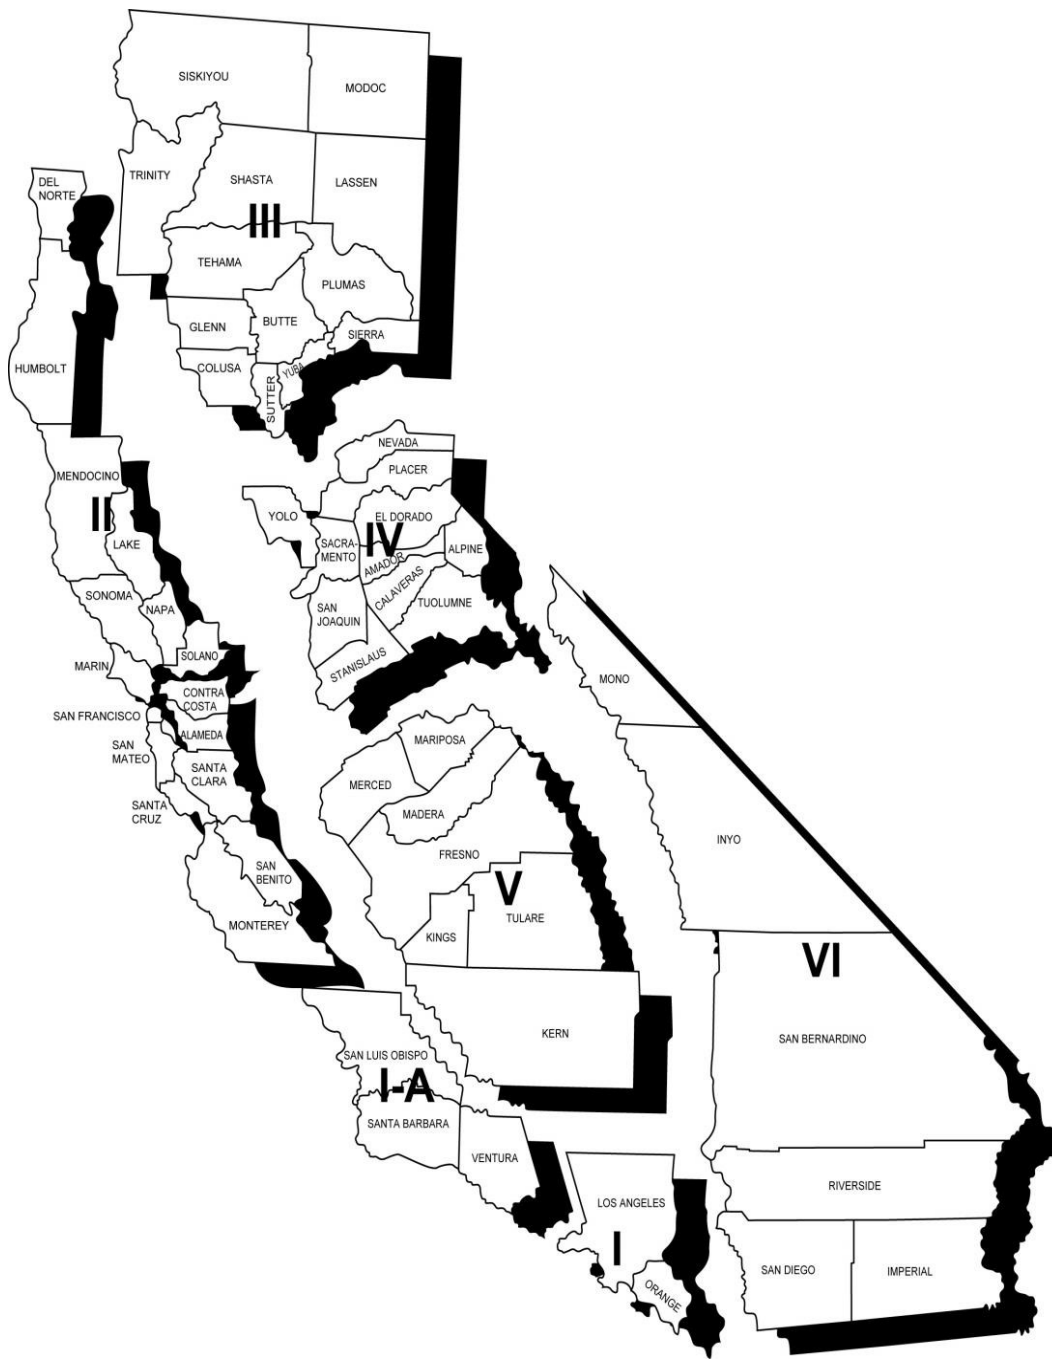 SISKIYOU
MODOC
TRINITY
SHASTA
LASSEN
DEL
NORTE
III
TEHAMA
PLUMAS
GLENN
BUTTE
SIERRA
HUMBOLT
COLUSA
YUBA
SUTTER
NEVADA
PLACER
MENDOCINO
II
YOLO
EL DORADO
IV
LAKE
SACRA-
MENTO
ALPINE
AMADOR
CALAVERAS
SONOMA
NAPA
SAN
JOAQUIN
TUOLUMNE
SOLANO
STANISLAUS
MARIN
MONO
CONTRA
COSTA
SAN FRANCISCO
ALAMEDA
MARIPOSA
SAN
MATEO
SANTA
CLARA
MERCED
SANTA
CRUZ
MADERA
INYO
FRESNO
SAN
BENITO
V
TULARE
MONTEREY
KINGS
VI
KERN
SAN BERNARDINO
SAN LUIS OBISPO
I-A
SANTA BARBARA
VENTURA
RIVERSIDE
LOS ANGELES
I
SAN DIEGO
IMPERIAL
ORANGE